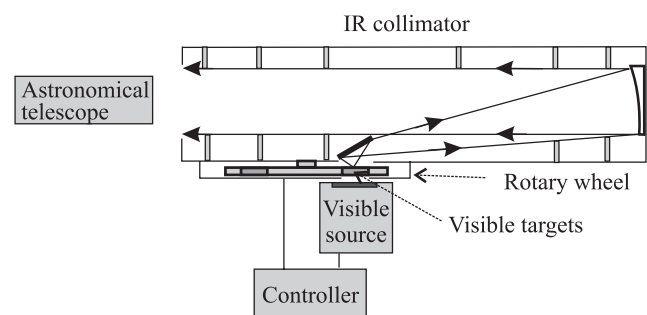 IR collimator
Astronomical
telescope
Rotary wheel
Visible
source
Visible targets
Controller